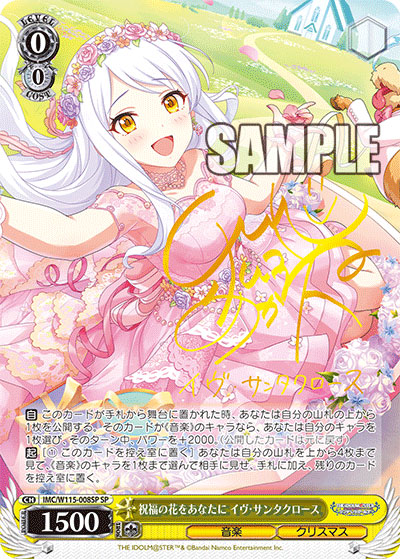 LEVEL
0
0
COST
SAMPLE
イヴ・サンタクロース
自 このカードが手札から舞台に置かれた時、あなたは自分の山札の上から
1枚を公開する。そのカードが《音楽》のキャラなら、あなたは自分のキャラを
1枚選び、そのターン中、パワーを+2000。(公開したカードは元に戻す)
起 [① このカードを控え室に置く] あなたは自分の山札を上から4枚まで
見て、《音楽》のキャラを1枚まで選んで相手に見せ、手札に加え、残りのカード
を控え室に置く。
CH IMC/W115-008SP SP
祝福の花をあなたに イヴ・サンタクロース
1500
音楽
クリスマス
THE IDOLM@STER™ & ©Bandai Namco Entertainment Inc.